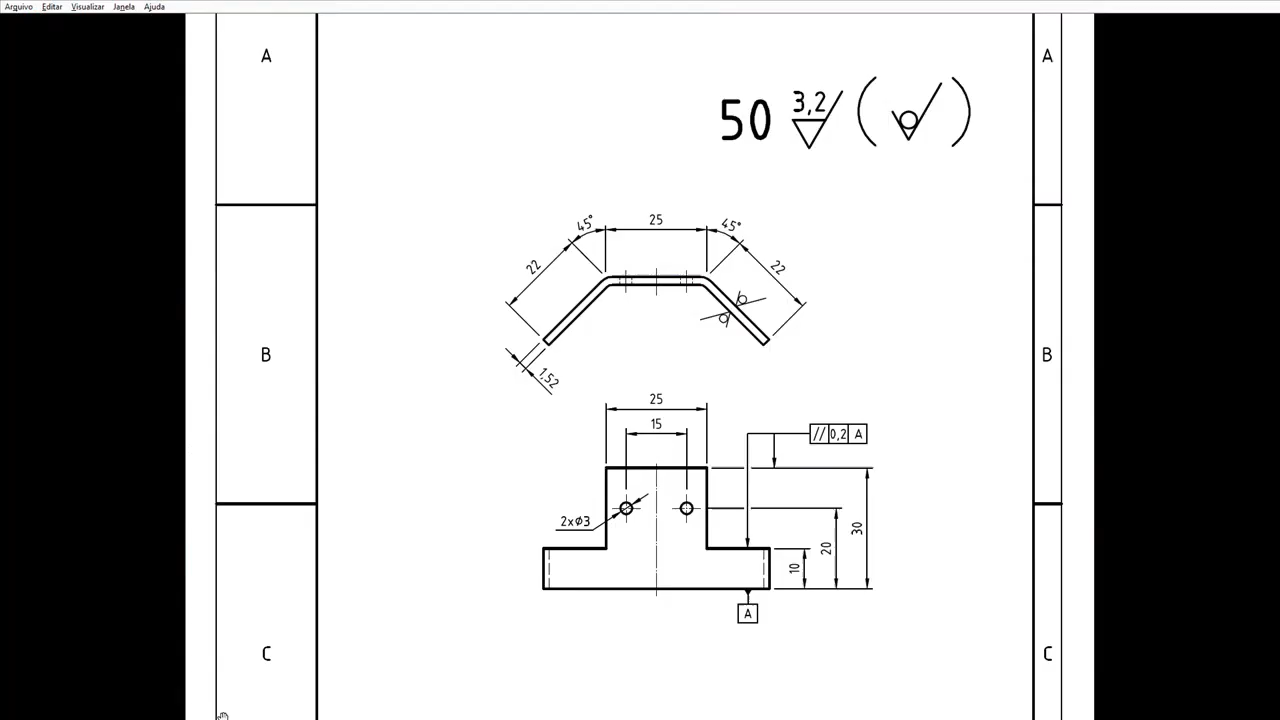 Arquivo Editar Visualizar Janela Ajuda
A
A
50 3,2
45° 25 45°
22
22
B
B
1,52
25
15
// 0,2 A
2xØ3
30
20
10
A
C
C